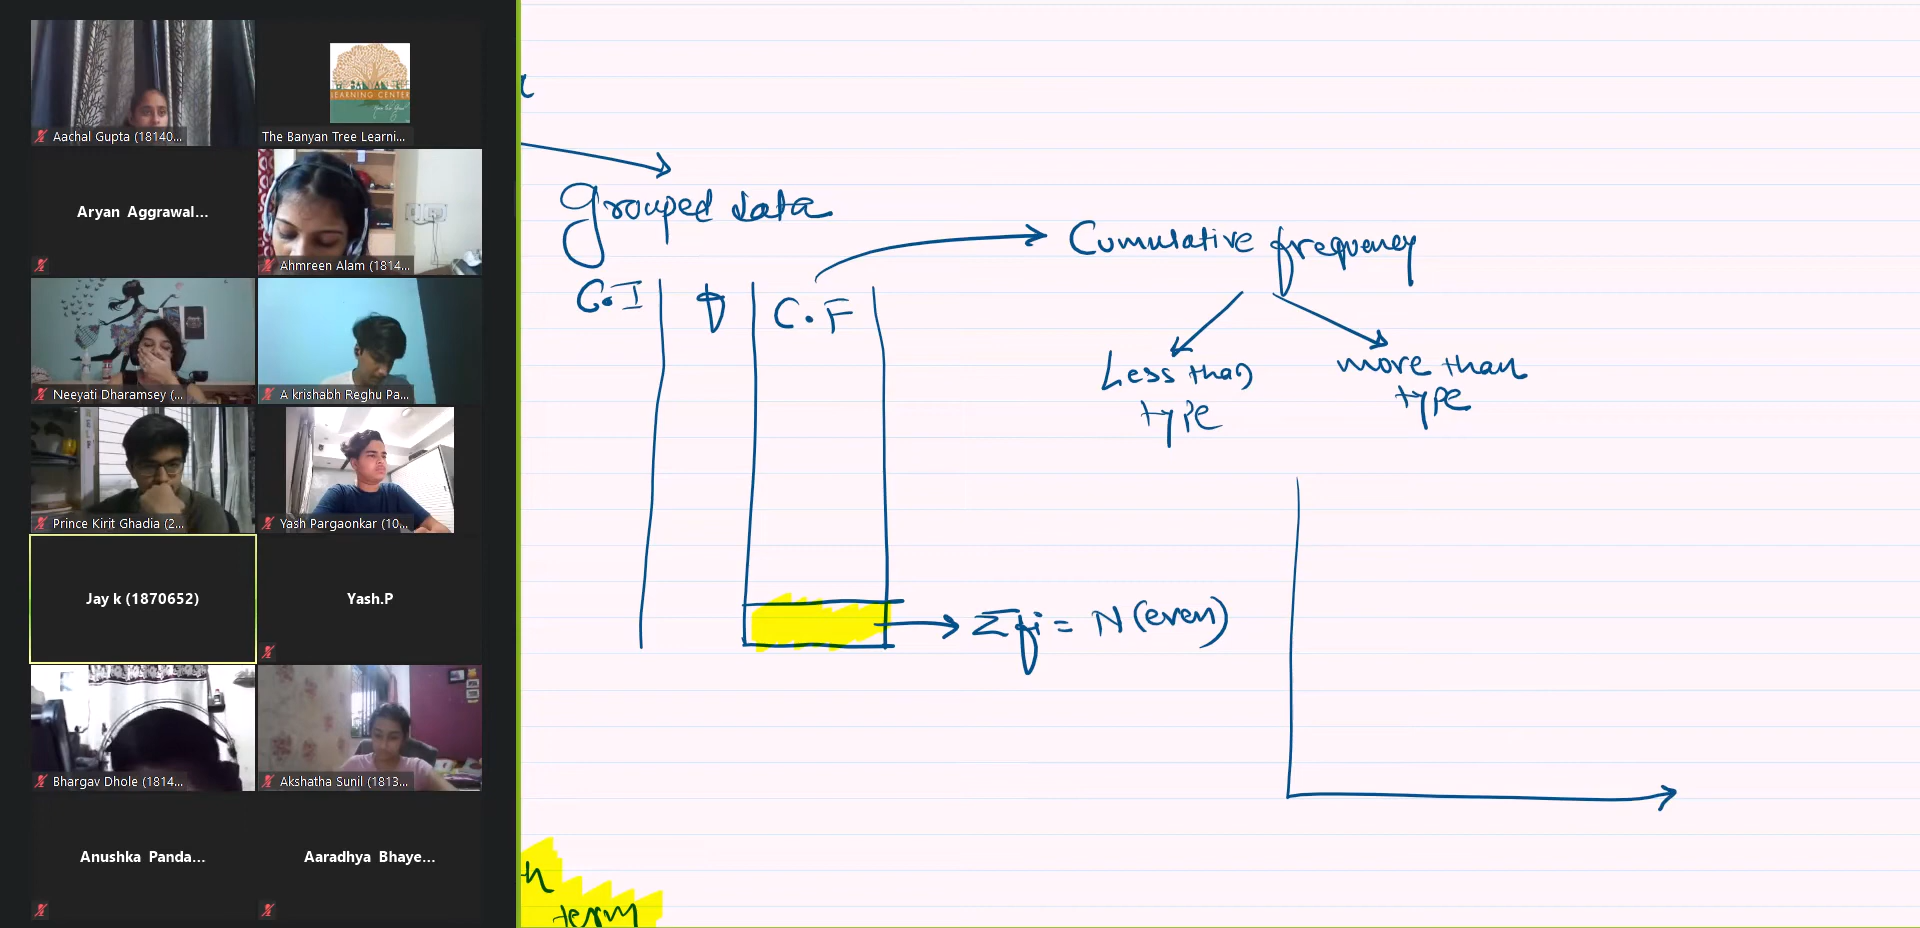 Aachal Gupta (18140...
LEARNING CENTER
The Banyan Tree Learni...
Aryan Aggrawal...
Ahmreen Alam (1814...
Neeyati Dharamsey (...
A krishabh Reghu Pa...
Prince Kirit Ghadia (2...
Yash Pargaonkar (10...
Jay k (1870652)
Yash.P
Bhargav Dhole (1814...
Akshatha Sunil (1813...
Anushka Panda...
Aaradhya Bhaye...
Grouped data
Cumulative frequency
C.I f C.F
Less than
type
more than
type
Σfi = N (even)
term